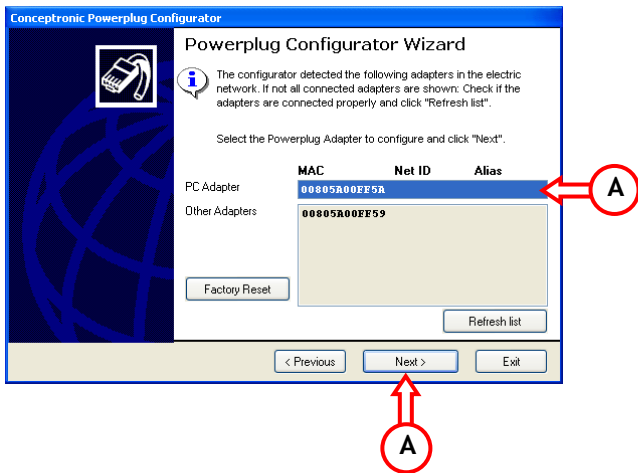 Conceptronic Powerplug Configurator
Powerplug Configurator Wizard
The configurator detected the following adapters in the electric
network. If not all connected adapters are shown: Check if the
adapters are connected properly and click "Refresh list".
Select the Powerplug Adapter to configure and click "Next".
MAC Net ID Alias
PC Adapter 00805A00FF5A
A
Other Adapters 00805A00FF59
Factory Reset
Refresh list
< Previous Next > Exit
A